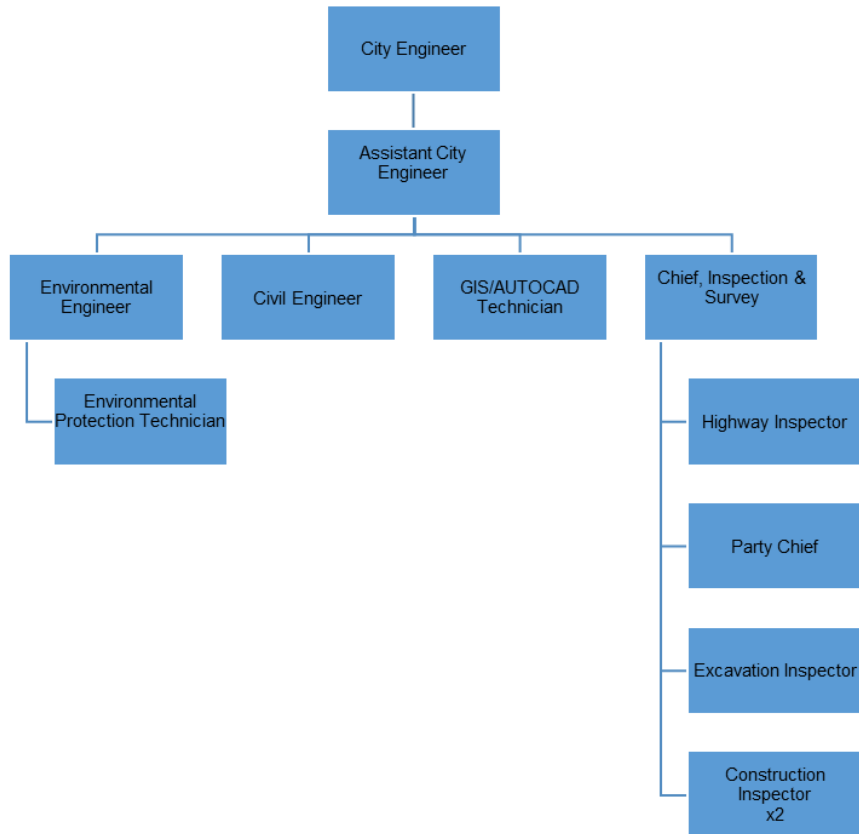 City Engineer
Assistant City
Engineer
Environmental
Engineer
Civil Engineer
GIS/AUTOCAD
Technician
Chief, Inspection &
Survey
Environmental
Protection Technician
Highway Inspector
Party Chief
Excavation Inspector
Construction
Inspector
x2